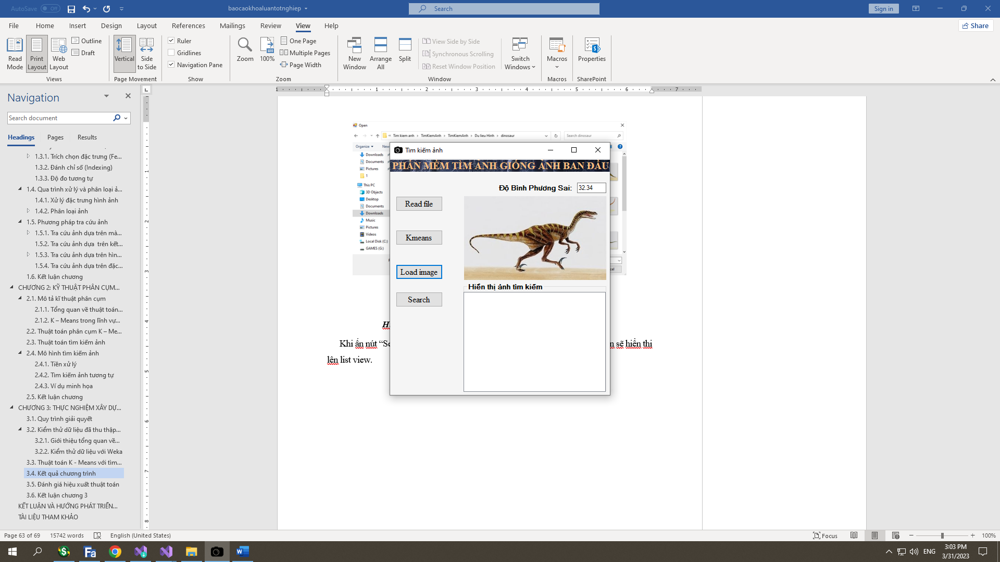 AutoSave Off
baocaokhoaluantotnghiep
Search
Sign in
File Home Insert Design Layout References Mailings Review View Help
Share
Read Mode
Print Layout
Web Layout
Outline
Draft
Views
Vertical
Side to Side
Page Movement
Ruler
Gridlines
Navigation Pane
Show
Zoom
100%
One Page
Multiple Pages
Page Width
Zoom
New Window
Arrange All
Split
View Side by Side
Synchronous Scrolling
Reset Window Position
Switch Windows
Window
Macros
Macros
Properties
SharePoint
Navigation
Search document
Headings Pages Results
1.3.1. Trích chọn đặc trưng (Fe...
1.3.2. Đánh chỉ số (Indexing)
1.3.3. Độ đo tương tự
1.4. Qua trình xử lý và phân loại ả...
1.4.1. Xử lý đặc trưng hình ảnh
1.4.2. Phân loại ảnh
1.5. Phương pháp tra cứu ảnh
1.5.1. Tra cứu ảnh dựa trên mà...
1.5.2. Tra cứu ảnh dựa trên kết...
1.5.3. Tra cứu ảnh dựa trên hìn...
1.5.4. Tra cứu ảnh dựa trên đặc...
1.6. Kết luận chương
CHƯƠNG 2: KỸ THUẬT PHÂN CỤM...
2.1. Mô tả kĩ thuật phân cụm
2.1.1. Tổng quan về thuật toán...
2.1.2. K – Means trong lĩnh vự...
2.2. Thuật toán phân cụm K – Me...
2.3. Thuật toán tìm kiếm ảnh
2.4. Mô hình tìm kiếm ảnh
2.4.1. Tiền xử lý
2.4.2. Tìm kiếm ảnh tương tự
2.4.3. Ví dụ minh họa
2.5. Kết luận chương
CHƯƠNG 3: THỰC NGHIỆM XÂY DỰ...
3.1. Quy trình giải quyết
3.2. Kiểm thử dữ liệu đã thu thập...
3.2.1. Giới thiệu tổng quan về...
3.2.2. Kiểm thử dữ liệu với Weka
3.3. Thuật toán K - Means với tìm...
3.4. Kết quả chương trình
3.5. Đánh giá hiệu xuất thuật toán
3.6. Kết luận chương 3
KẾT LUẬN VÀ HƯỚNG PHÁT TRIỂN...
TÀI LIỆU THAM KHẢO
1 1 2 3 4 5 6 7
1 2 3 4 5 6 7 8
Open
« Tim kiem anh › TimKiemAnh › TimKiemAnh › Du lieu Hinh › dinosaur
Search dinosaur
Organize New
Downloads
Documents
Pictures
1
This PC
3D Objects
Desktop
Documents
Downloads
Music
Pictures
Videos
Local Disk (C:)
GAMES (G:)
Tìm kiếm ảnh
PHẦN MỀM TÌM ẢNH GIỐNG ẢNH BAN ĐẦU
Độ Bình Phương Sai: 32.34
Read file
Kmeans
Load image
Search
Hiển thị ảnh tìm kiếm
Khi ấn nút “Se
sẽ hiển thị
lên list view.
Page 63 of 69 15742 words English (United States)
Focus
100%
ENG
3:03 PM
3/31/2023